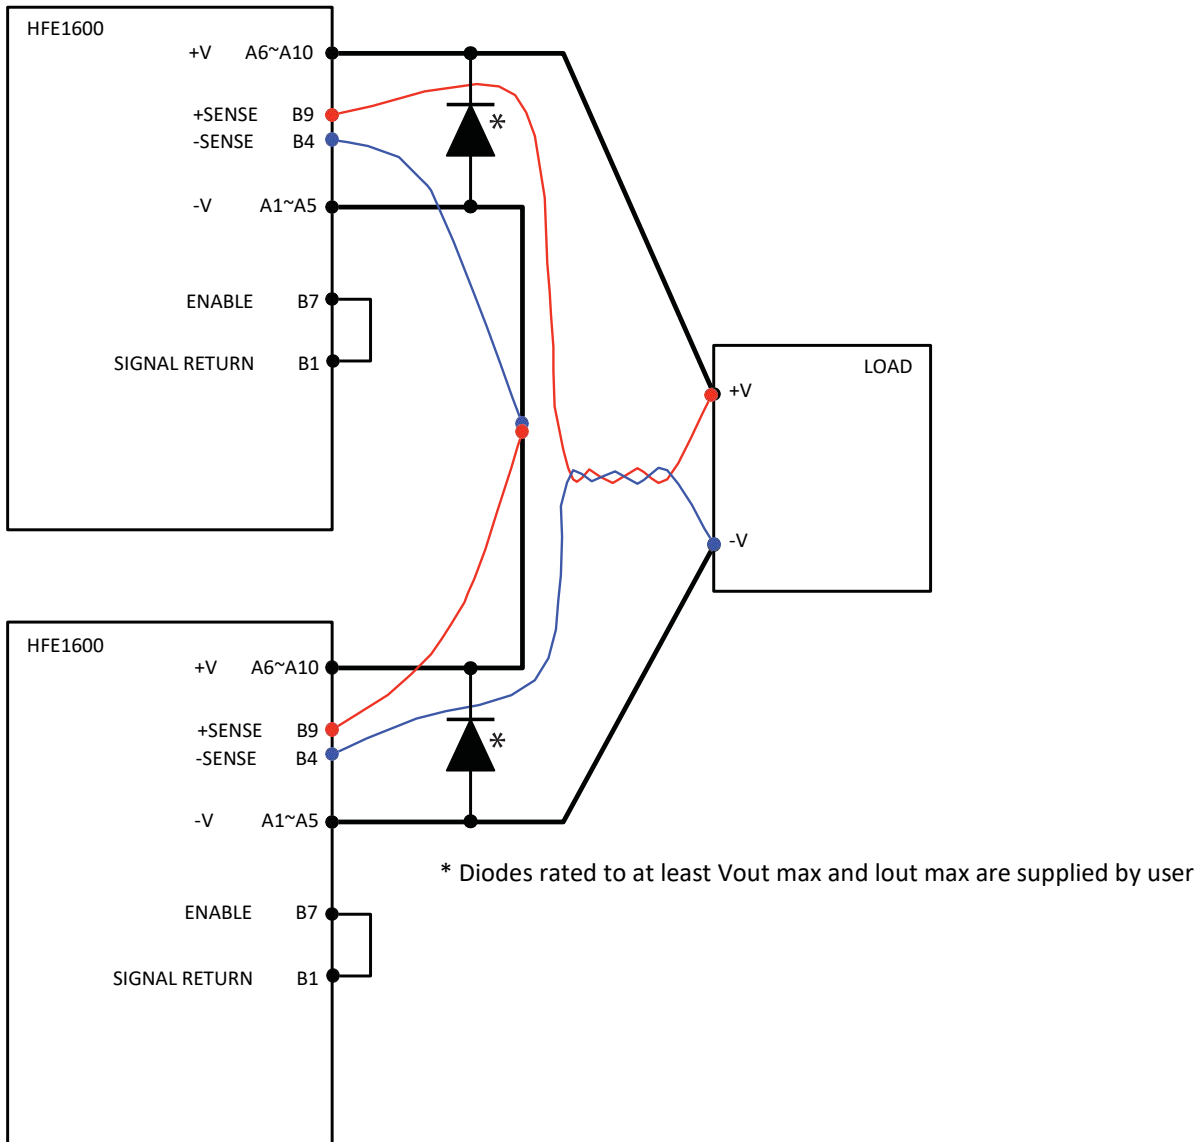 HFE1600
+V A6~A10
+SENSE B9
-SENSE B4
-V A1~A5
ENABLE B7
SIGNAL RETURN B1
*
LOAD
+V
-V
HFE1600
+V A6~A10
+SENSE B9
-SENSE B4
-V A1~A5
ENABLE B7
SIGNAL RETURN B1
*
* Diodes rated to at least Vout max and Iout max are supplied by user